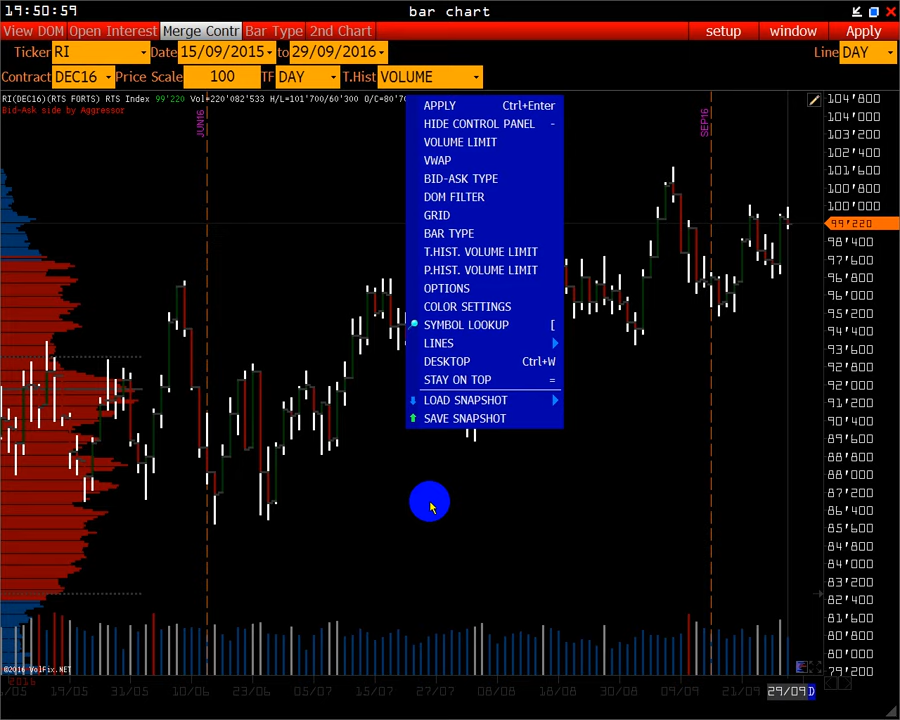 19:50:59
bar chart
View DOM Open Interest Merge Contr Bar Type 2nd Chart setup window Apply
Ticker RI Date 15/09/2015 to 29/09/2016 Line DAY
Contract DEC16 Price Scale 100 TF DAY T.Hist VOLUME
RI(DEC16)(RTS FORTS) RTS Index 99'220 Vol=220'082'533 H/L=101'700/60'300 O/C=80'7
Bid-Ask side by Aggressor
JUN16
SEP16
APPLY Ctrl+Enter
HIDE CONTROL PANEL -
VOLUME LIMIT
VWAP
BID-ASK TYPE
DOM FILTER
GRID
BAR TYPE
T.HIST. VOLUME LIMIT
P.HIST. VOLUME LIMIT
OPTIONS
COLOR SETTINGS
SYMBOL LOOKUP [
LINES
DESKTOP Ctrl+W
STAY ON TOP =
LOAD SNAPSHOT
SAVE SNAPSHOT
104'800
104'000
103'200
102'400
101'600
100'800
100'000
99'220
98'400
97'600
96'800
96'000
95'200
94'400
93'600
92'800
92'000
91'200
90'400
89'600
88'800
88'000
87'200
86'400
85'600
84'800
84'000
83'200
82'400
81'600
80'800
80'000
79'200
©2016 VolFix.NET
2016
/05 19/05 31/05 10/06 23/06 05/07 15/07 27/07 08/08 18/08 30/08 09/09 21/09 29/09 D